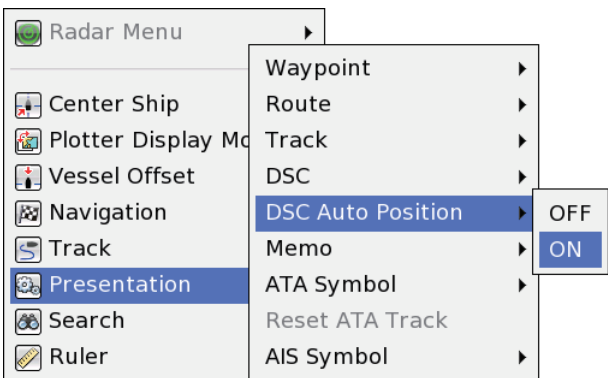 Radar Menu
Center Ship
Plotter Display Mo
Vessel Offset
Navigation
Track
Presentation
Search
Ruler
Waypoint
Route
Track
DSC
DSC Auto Position
Memo
ATA Symbol
Reset ATA Track
AIS Symbol
OFF
ON